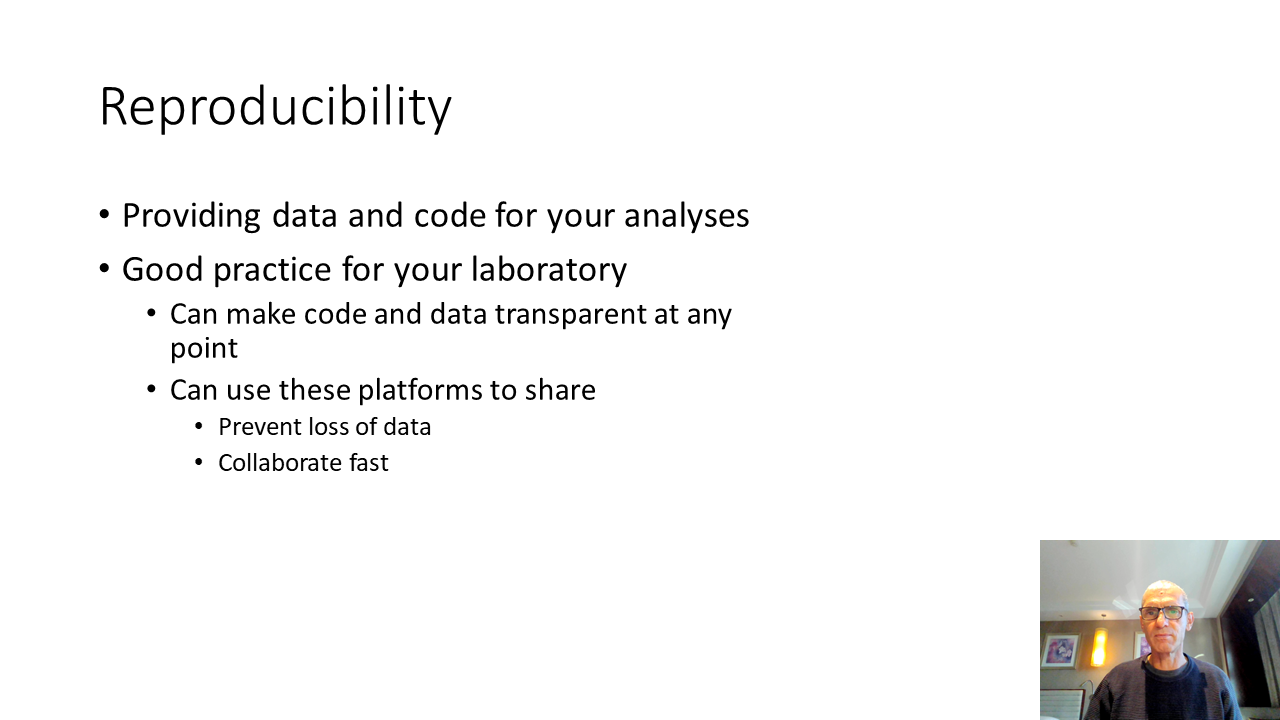 Reproducibility
• Providing data and code for your analyses
• Good practice for your laboratory
• Can make code and data transparent at any
point
• Can use these platforms to share
• Prevent loss of data
• Collaborate fast